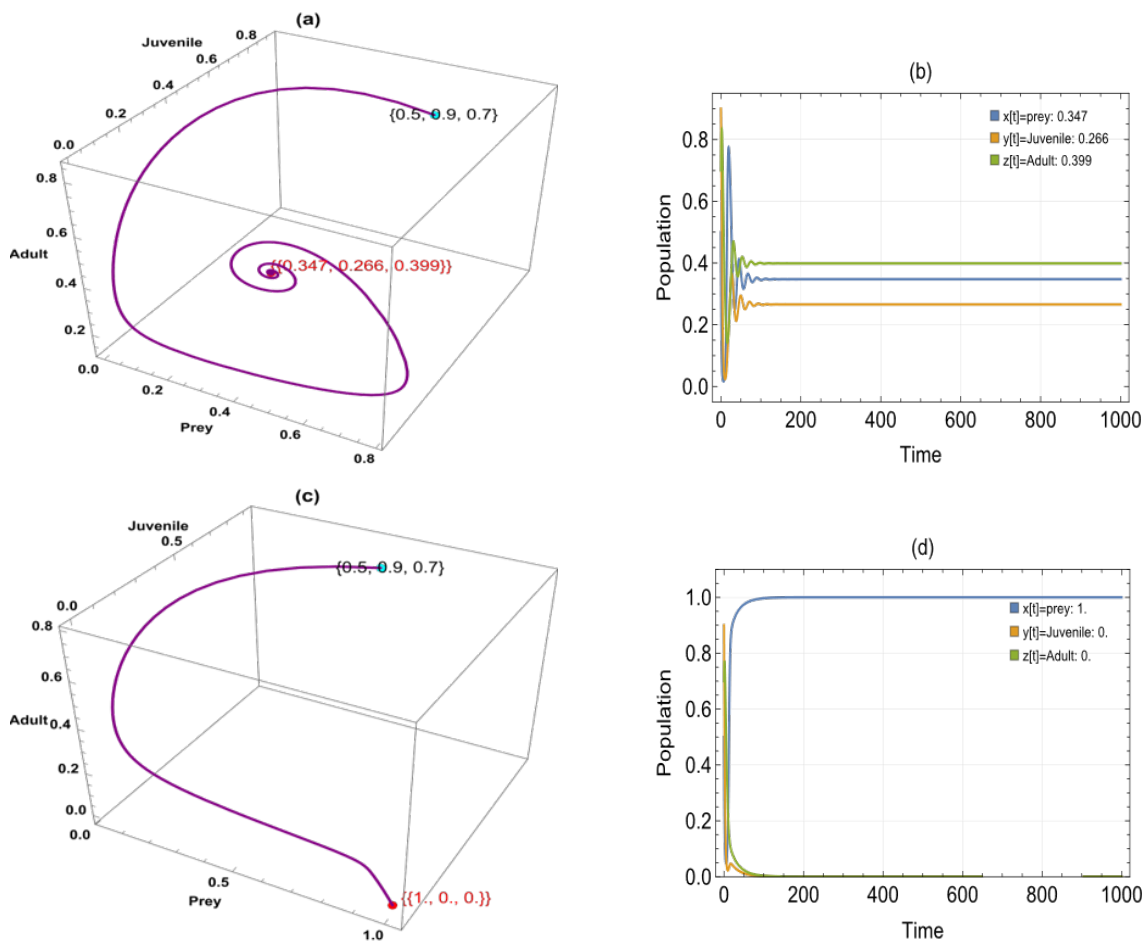 (a)
Juvenile
0.8
0.6
0.4
0.2
0.0
{0.5, 0.9, 0.7}
0.8
0.6
Adult
0.4
0.2
{{0.347, 0.266, 0.399}}
0.0
0.2
0.4
0.6
0.8
Prey
(b)
x[t]=prey: 0.347
y[t]=Juvenile: 0.266
z[t]=Adult: 0.399
Population
0.8
0.6
0.4
0.2
0.0
0
200
400
600
800
1000
Time
(c)
Juvenile
0.5
0.0
{0.5, 0.9, 0.7}
0.8
0.6
Adult
0.4
0.2
0.0
{{1., 0., 0.}}
0.0
0.5
1.0
Prey
(d)
x[t]=prey: 1.
y[t]=Juvenile: 0.
z[t]=Adult: 0.
Population
1.0
0.8
0.6
0.4
0.2
0.0
0
200
400
600
800
1000
Time